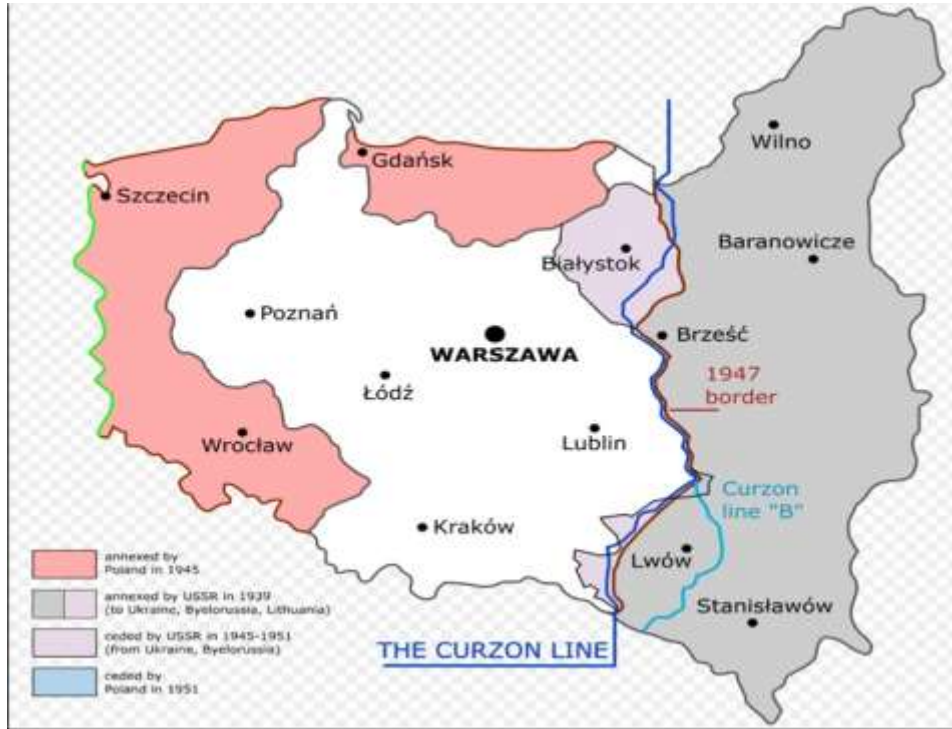 Wilno
Gdańsk
Szczecin
Baranowicze
Białystok
Poznań
Brześć
WARSZAWA
1947
border
Łódź
Wrocław
Lublin
Curzon
line "B"
Kraków
Lwów
annexed by
Poland in 1945
annexed by USSR in 1939
(to Ukraine, Byelorussia, Lithuania)
Stanisławów
ceded by USSR in 1945-1951
(from Ukraine, Byelorussia)
THE CURZON LINE
ceded by
Poland in 1951